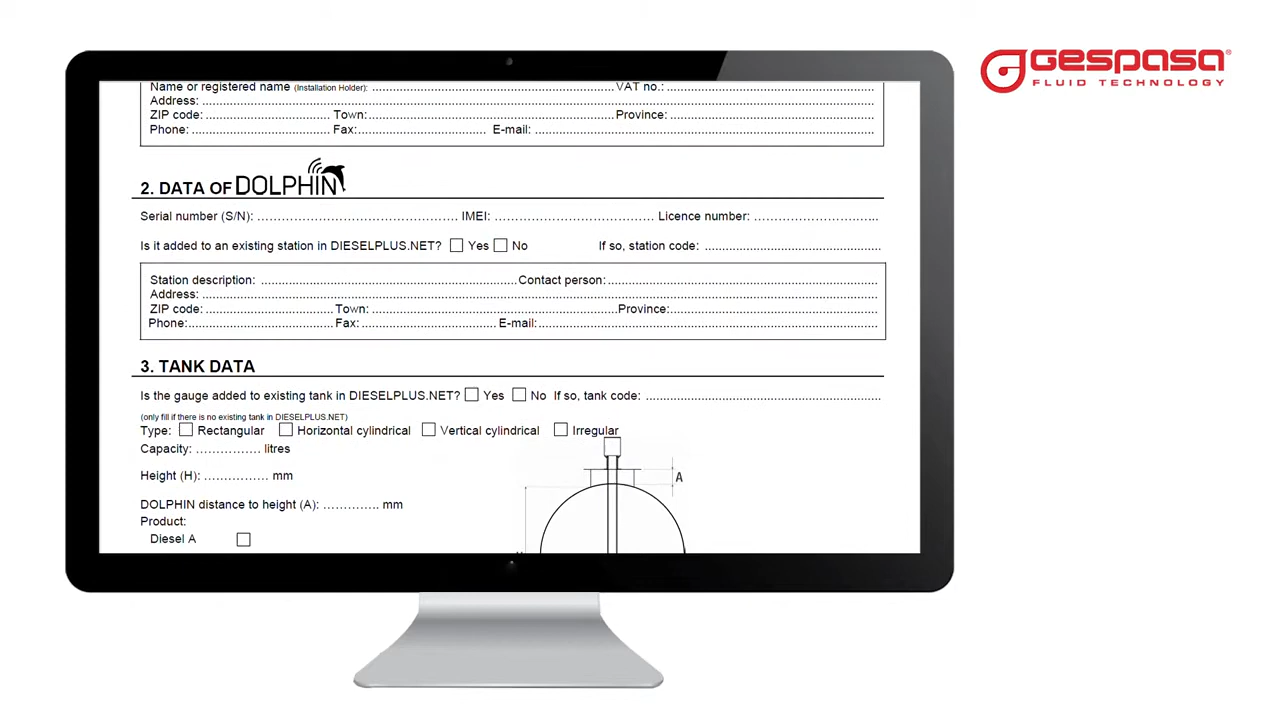 GESPASA
FLUID TECHNOLOGY
Name or registered name (Installation Holder): ............ VAT no.: ............
Address: ............
ZIP code: ............ Town: ............ Province: ............
Phone: ............ Fax: ............ E-mail: ............
2. DATA OF DOLPHIN
Serial number (S/N): ............ IMEI: ............ Licence number: ............
Is it added to an existing station in DIESELPLUS.NET? Yes No If so, station code: ............
Station description: ............ Contact person: ............
Address: ............
ZIP code: ............ Town: ............ Province: ............
Phone: ............ Fax: ............ E-mail: ............
3. TANK DATA
Is the gauge added to existing tank in DIESELPLUS.NET? Yes No If so, tank code: ............
(only fill if there is no existing tank in DIESELPLUS.NET)
Type: Rectangular Horizontal cylindrical Vertical cylindrical Irregular
Capacity: ............ litres
A
Height (H): ............ mm
DOLPHIN distance to height (A): ............ mm
Product:
Diesel A